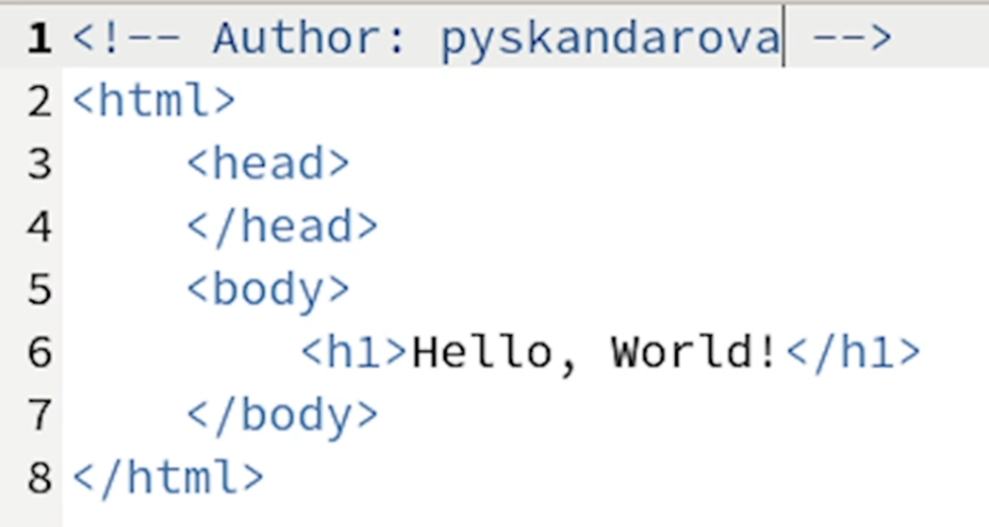 1 <!-- Author: pyskandarova -->
2 <html>
3     <head>
4     </head>
5     <body>
6         <h1>Hello, World!</h1>
7     </body>
8 </html>